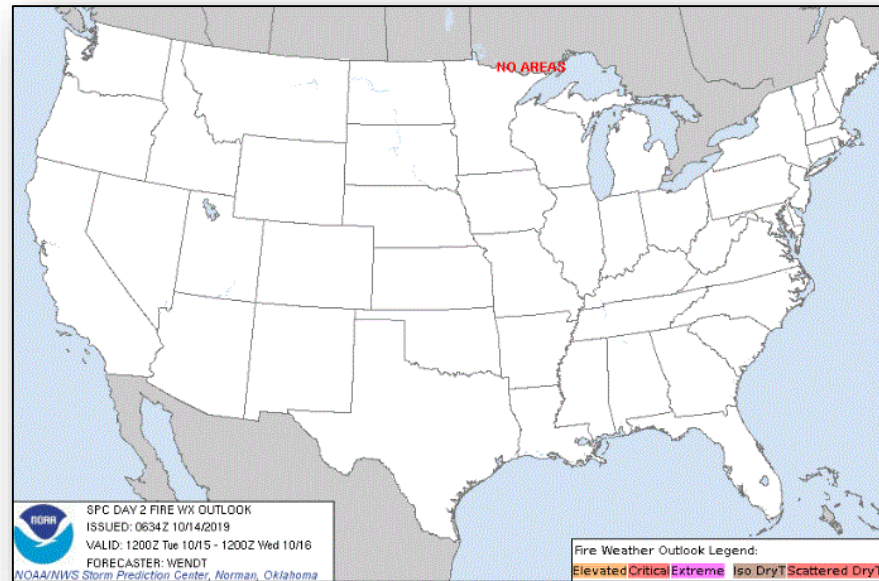 NO AREAS
NOAA
SPC DAY 2 FIRE WX OUTLOOK
ISSUED: 0634Z 10/14/2019
VALID: 1200Z Tue 10/15 - 1200Z Wed 10/16
FORECASTER: WENDT
NOAA/NWS Storm Prediction Center, Norman, Oklahoma
Fire Weather Outlook Legend:
Elevated Critical Extreme Iso DryT Scattered DryT